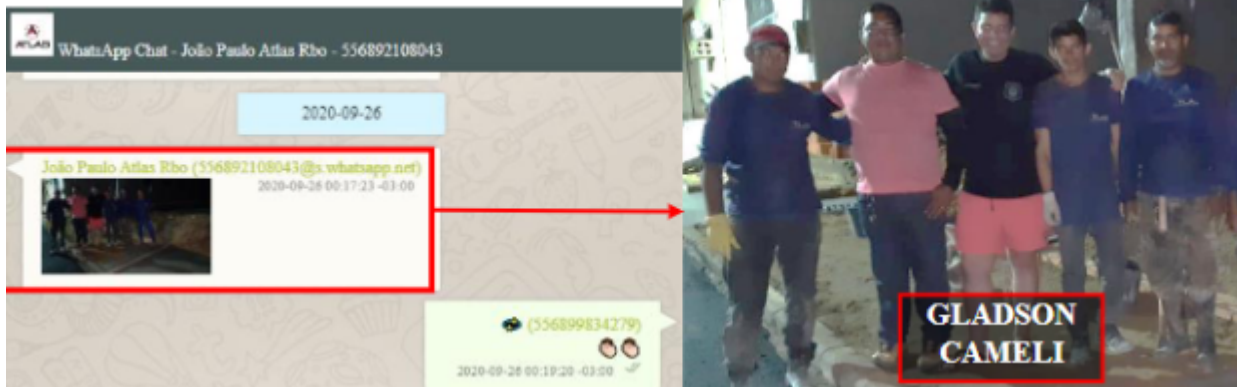 ATLAS
WhatsApp Chat - João Paulo Atlas Rbo - 556892108043
2020-09-26
João Paulo Atlas Rbo (556892108043@s.whatsapp.net)
2020-09-26 00:17:23 -03:00
(556899834279)
2020-09-26 00:19:20 -03:00
GLADSON
CAMELI